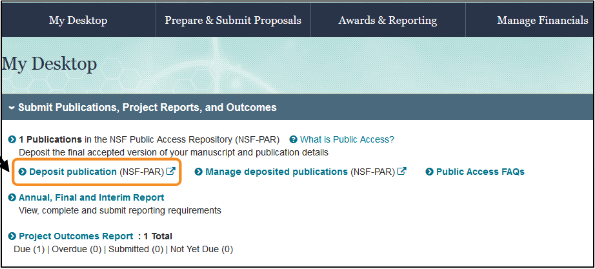 My Desktop Prepare & Submit Proposals Awards & Reporting Manage Financials
My Desktop
Submit Publications, Project Reports, and Outcomes
1 Publications in the NSF Public Access Repository (NSF-PAR) What is Public Access?
Deposit the final accepted version of your manuscript and publication details
Deposit publication (NSF-PAR) Manage deposited publications (NSF-PAR) Public Access FAQs
Annual, Final and Interim Report
View, complete and submit reporting requirements
Project Outcomes Report : 1 Total
Due (1) | Overdue (0) | Submitted (0) | Not Yet Due (0)